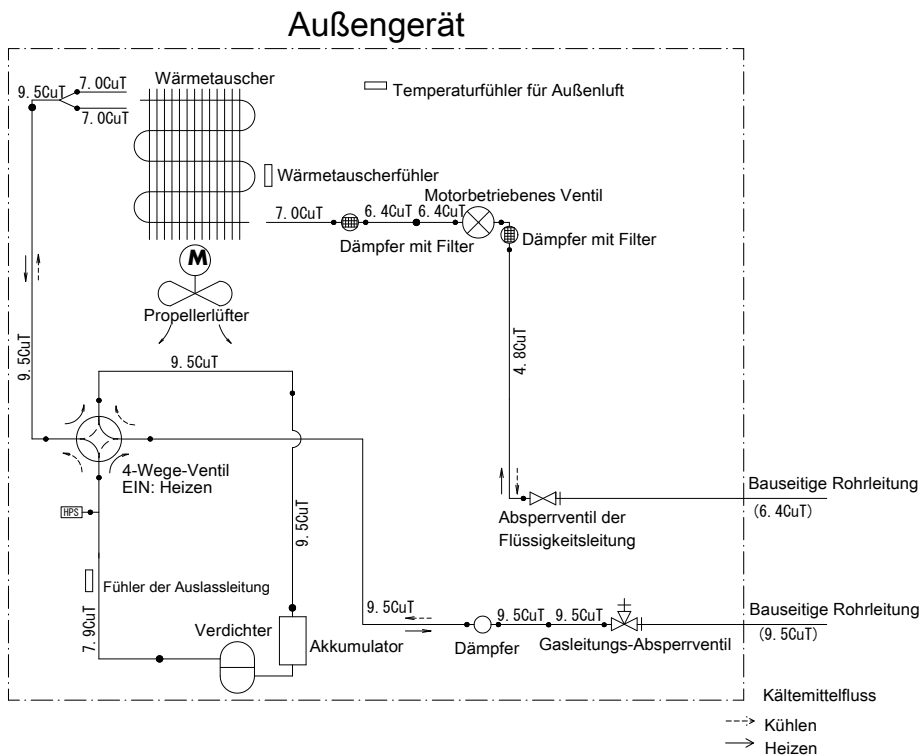 Außengerät
Wärmetauscher
7.0CuT
9.5CuT
7.0CuT
Temperaturfühler für Außenluft
Wärmetauscherfühler
Motorbetriebenes Ventil
7.0CuT
6.4CuT
6.4CuT
Dämpfer mit Filter
Dämpfer mit Filter
M
Propellerlüfter
9.5CuT
4.8CuT
9.5CuT
4-Wege-Ventil
EIN: Heizen
HPS
9.5CuT
Bauseitige Rohrleitung
(6.4CuT)
Absperrventil der
Flüssigkeitsleitung
Fühler der Auslassleitung
7.9CuT
Verdichter
Akkumulator
9.5CuT
9.5CuT
9.5CuT
Dämpfer
Gasleitungs-Absperrventil
Bauseitige Rohrleitung
(9.5CuT)
Kältemittelfluss
Kühlen
Heizen